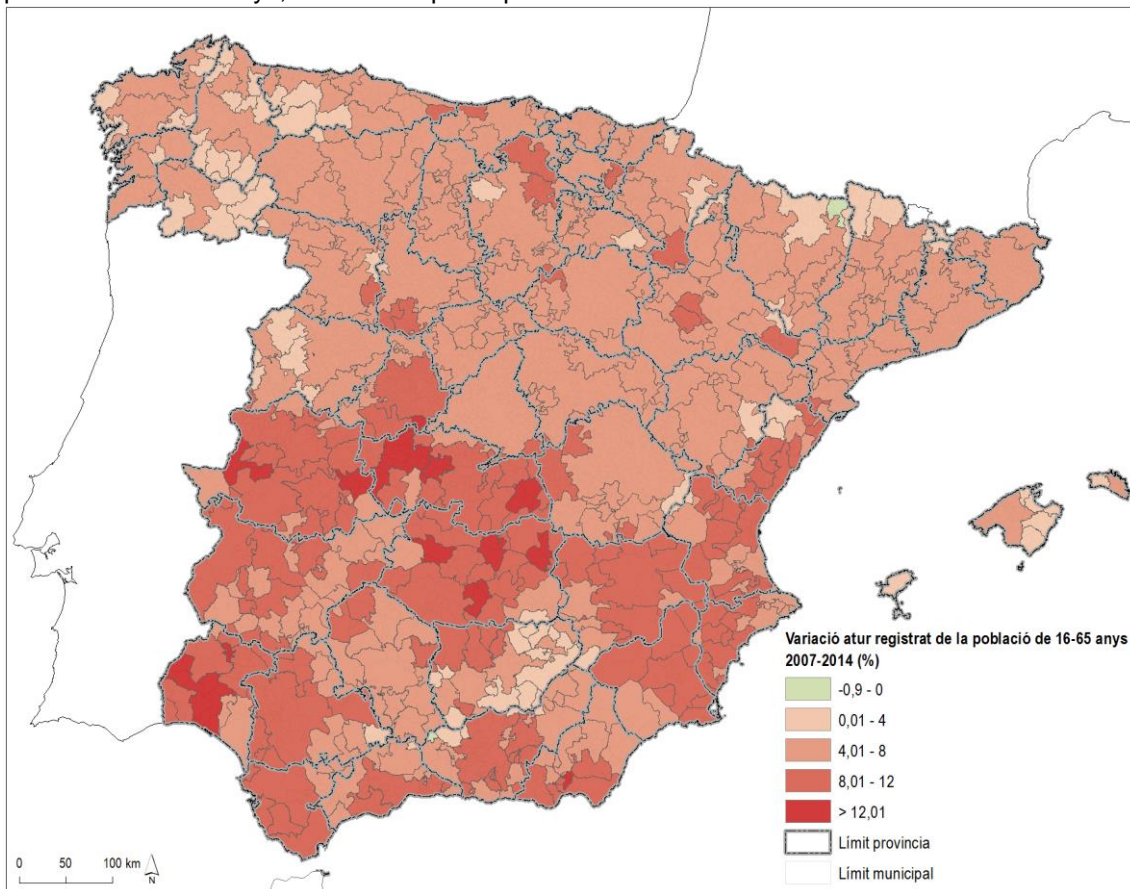 Variació atur registrat de la població de 16-65 anys
2007-2014 (%)
-0,9 - 0
0,01 - 4
4,01 - 8
8,01 - 12
> 12,01
Límit província
Límit municipal
0 50 100 km
N